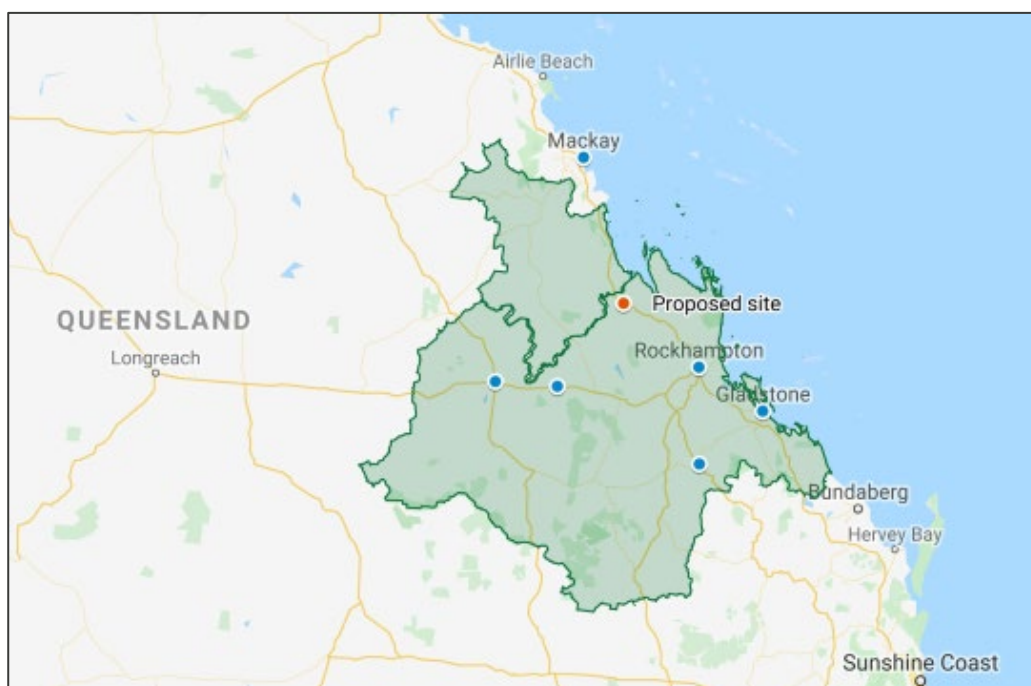 Airlie Beach
Mackay
Proposed site
QUEENSLAND
Rockhampton
Longreach
Gladstone
Bundaberg
Hervey Bay
Sunshine Coast